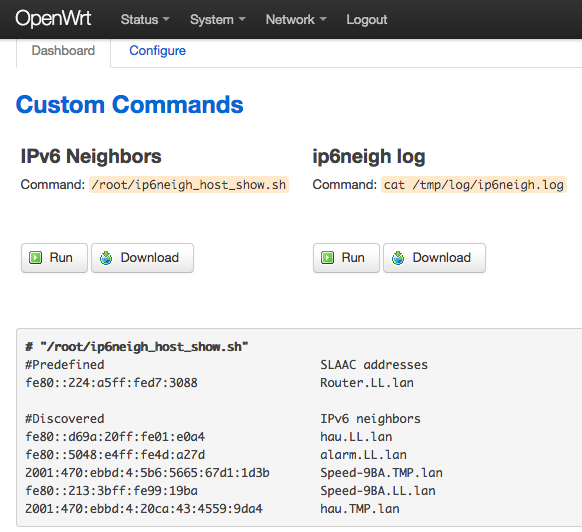 OpenWrt Status System Network Logout
Dashboard Configure
Custom Commands
IPv6 Neighbors
Command: /root/ip6neigh_host_show.sh
Run Download
ip6neigh log
Command: cat /tmp/log/ip6neigh.log
Run Download
# "/root/ip6neigh_host_show.sh"
#Predefined SLAAC addresses
fe80::224:a5ff:fed7:3088 Router.LL.lan
#Discovered IPv6 neighbors
fe80::d69a:20ff:fe01:e0a4 hau.LL.lan
fe80::5048:e4ff:fe4d:a27d alarm.LL.lan
2001:470:ebbd:4:5b6:5665:67d1:1d3b Speed-9BA.TMP.lan
fe80::213:3bff:fe99:19ba Speed-9BA.LL.lan
2001:470:ebbd:4:20ca:43:4559:9da4 hau.TMP.lan